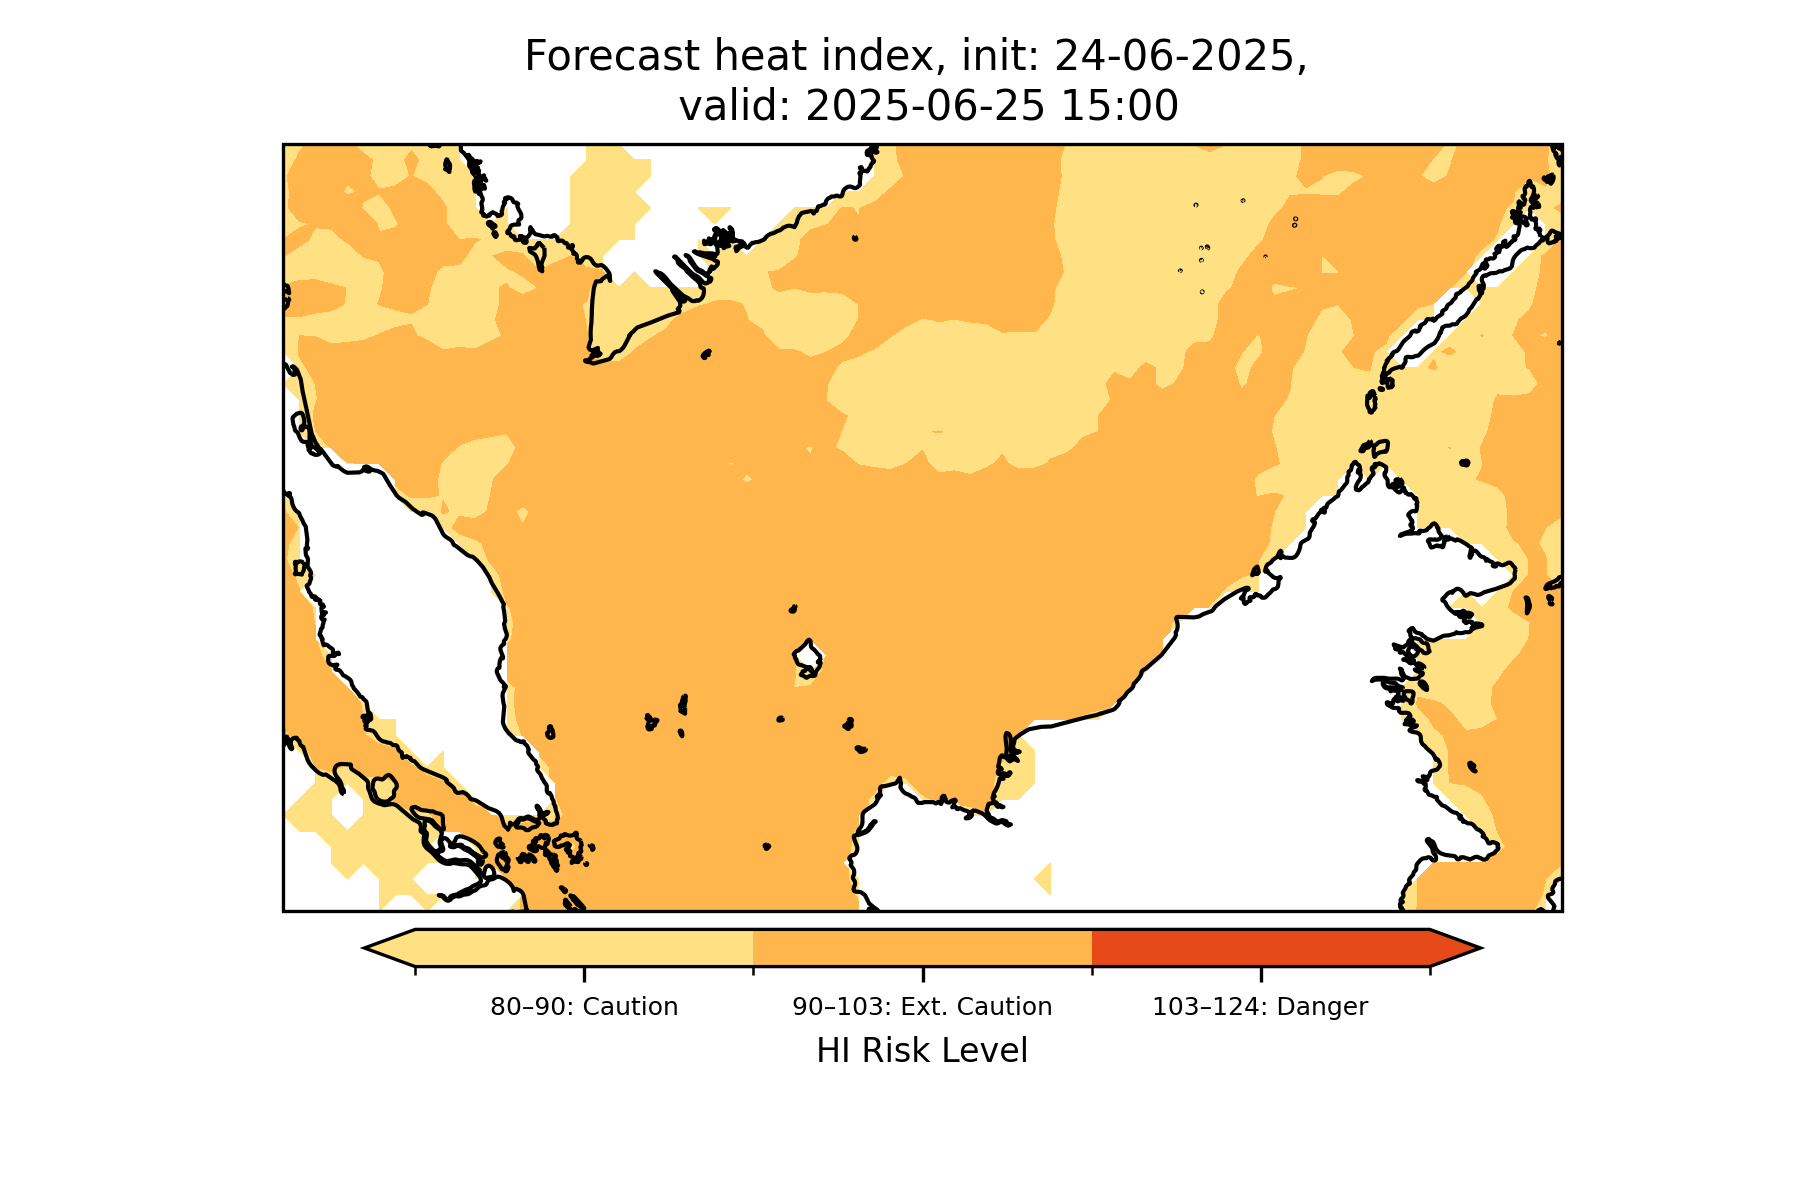 Forecast heat index, init: 24-06-2025,
valid: 2025-06-25 15:00
80–90: Caution
90–103: Ext. Caution
103–124: Danger
HI Risk Level